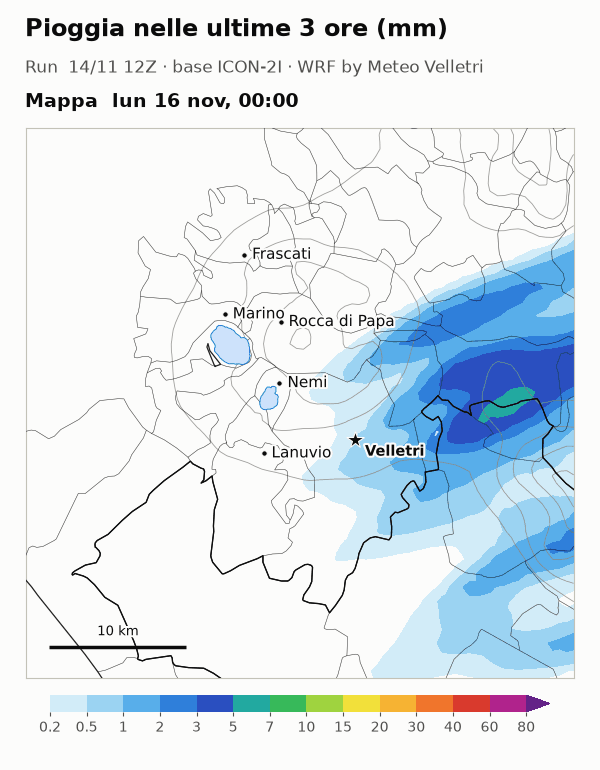 Pioggia nelle ultime 3 ore (mm)
Run 14/11 12Z · base ICON-2I · WRF by Meteo Velletri
Mappa lun 16 nov, 00:00
Frascati
Marino
Rocca di Papa
Nemi
Velletri
Lanuvio
10 km
0.2 0.5 1 2 3 5 7 10 15 20 30 40 60 80